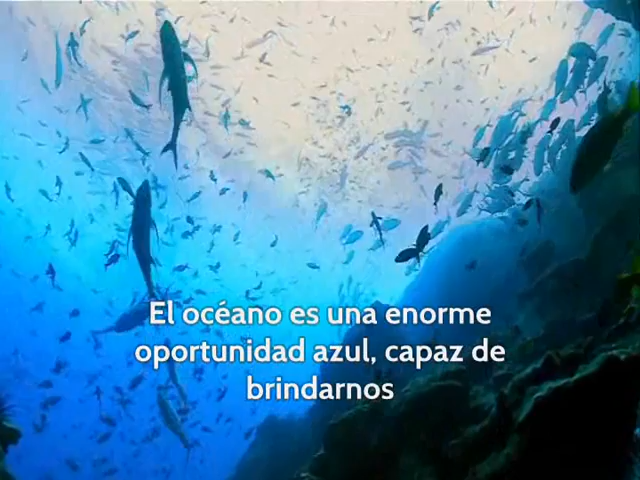 El océano es una enorme
oportunidad azul, capaz de
brindarnos